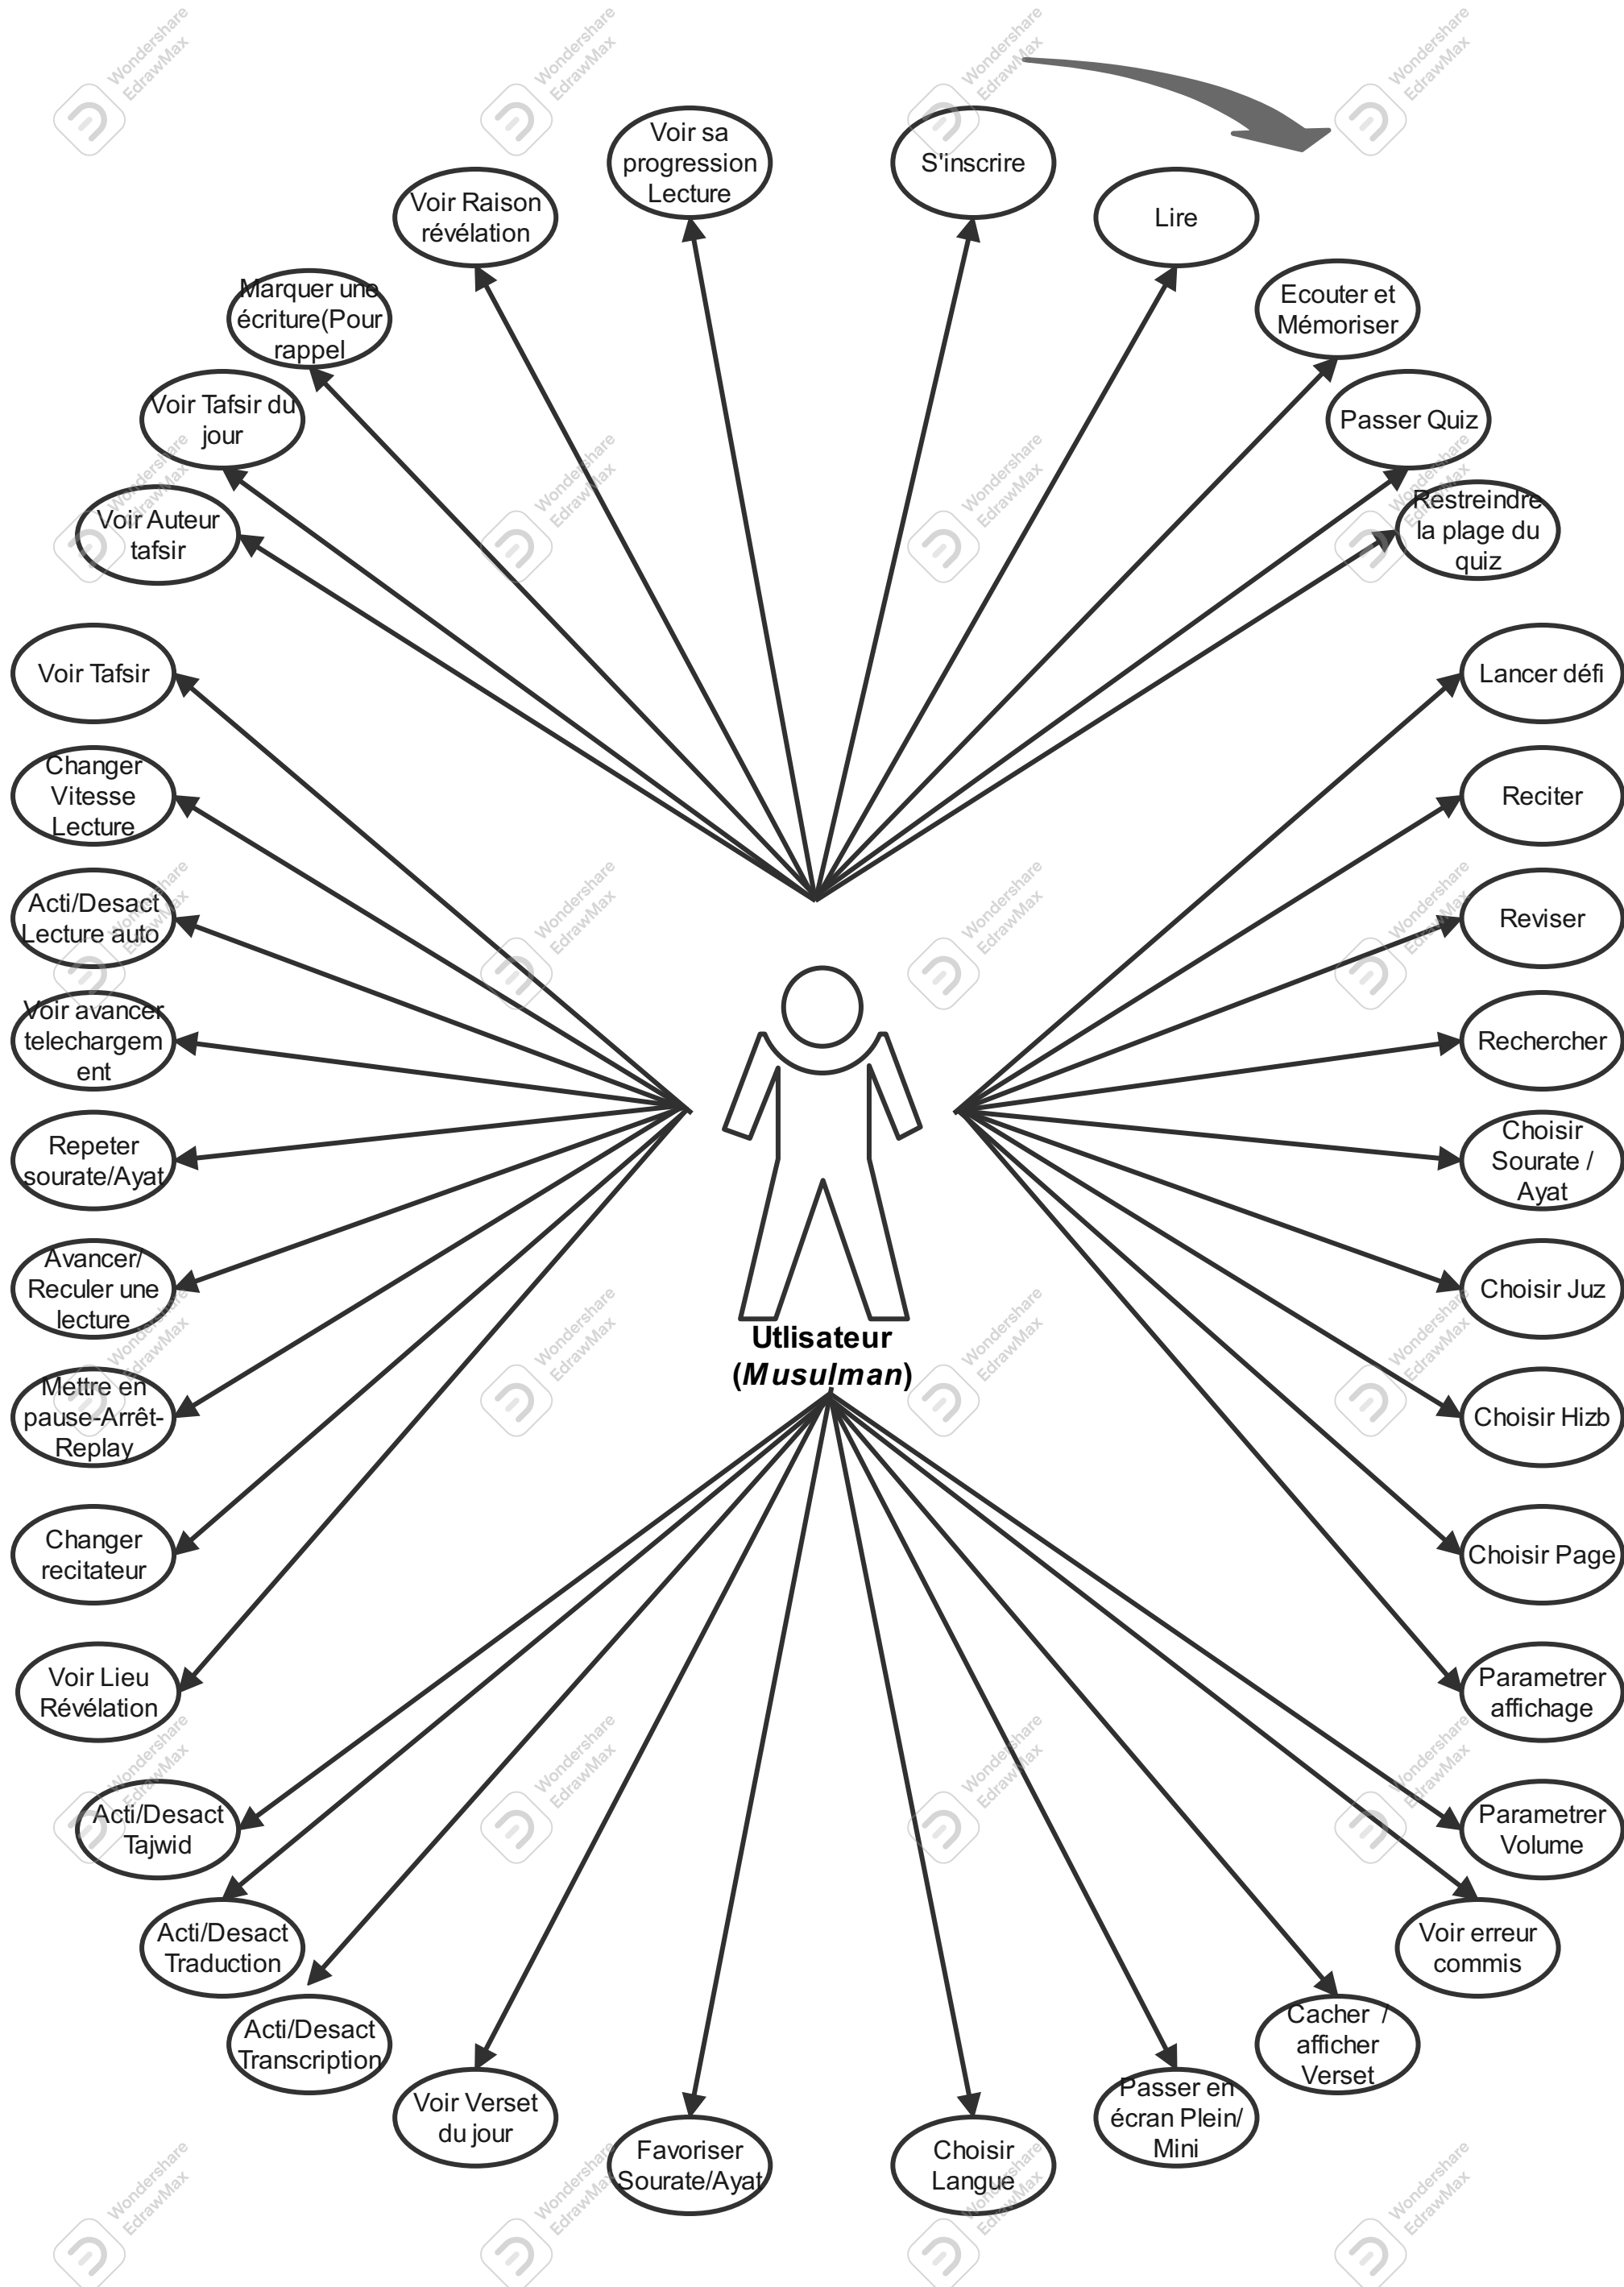 Voir sa
progression
Lecture
S'inscrire
Lire
Ecouter et
Mémoriser
Passer Quiz
Restreindre
la plage du
quiz
Lancer défi
Reciter
Reviser
Rechercher
Choisir
Sourate /
Ayat
Choisir Juz
Choisir Hizb
Choisir Page
Parametrer
affichage
Parametrer
Volume
Voir erreur
commis
Cacher /
afficher
Verset
Passer en
écran Plein/
Mini
Choisir
Langue
Favoriser
Sourate/Ayat
Voir Verset
du jour
Acti/Desact
Transcription
Acti/Desact
Traduction
Acti/Desact
Tajwid
Voir Lieu
Révélation
Changer
recitateur
Mettre en
pause-Arrêt-
Replay
Avancer/
Reculer une
lecture
Repeter
sourate/Ayat
Voir avancer
telechargem
ent
Acti/Desact
Lecture auto
Changer
Vitesse
Lecture
Voir Tafsir
Voir Auteur
tafsir
Voir Tafsir du
jour
Marquer une
écriture(Pour
rappel
Voir Raison
révélation
Utlisateur
(Musulman)
Wondershare
EdrawMax